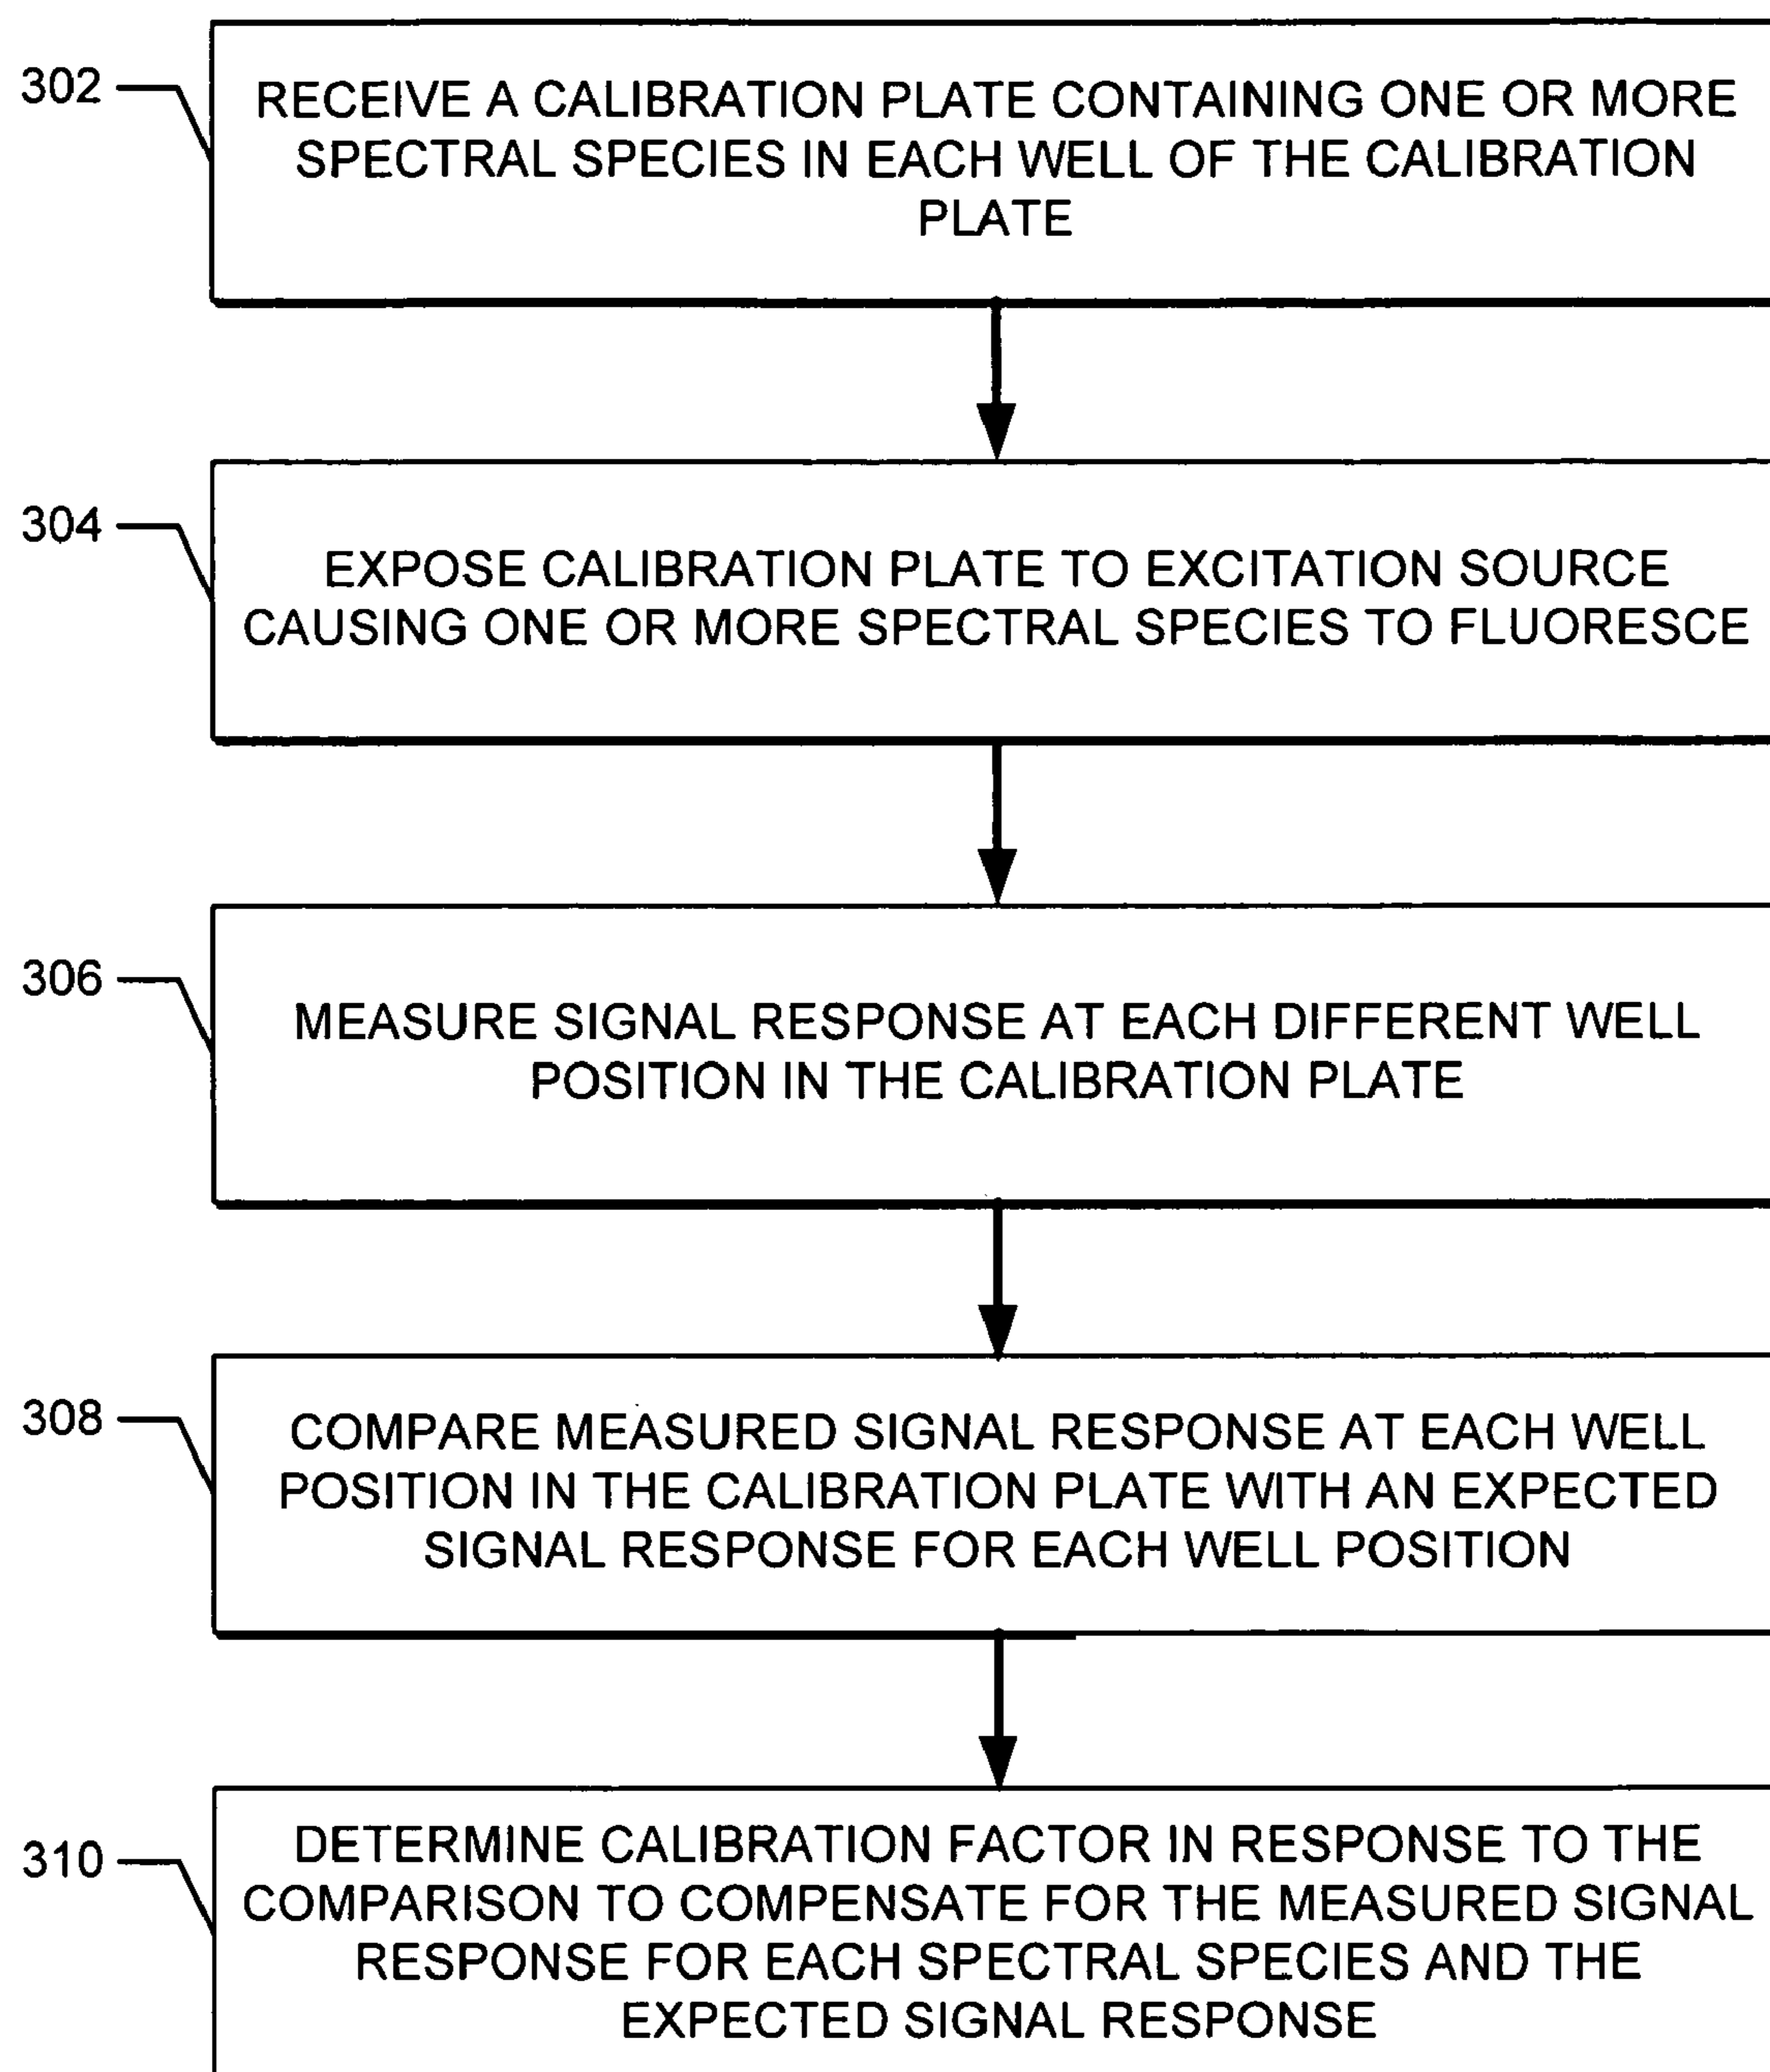 302
RECEIVE A CALIBRATION PLATE CONTAINING ONE OR MORE
SPECTRAL SPECIES IN EACH WELL OF THE CALIBRATION
PLATE
304
EXPOSE CALIBRATION PLATE TO EXCITATION SOURCE
CAUSING ONE OR MORE SPECTRAL SPECIES TO FLUORESCE
306
MEASURE SIGNAL RESPONSE AT EACH DIFFERENT WELL
POSITION IN THE CALIBRATION PLATE
308
COMPARE MEASURED SIGNAL RESPONSE AT EACH WELL
POSITION IN THE CALIBRATION PLATE WITH AN EXPECTED
SIGNAL RESPONSE FOR EACH WELL POSITION
310
DETERMINE CALIBRATION FACTOR IN RESPONSE TO THE
COMPARISON TO COMPENSATE FOR THE MEASURED SIGNAL
RESPONSE FOR EACH SPECTRAL SPECIES AND THE
EXPECTED SIGNAL RESPONSE